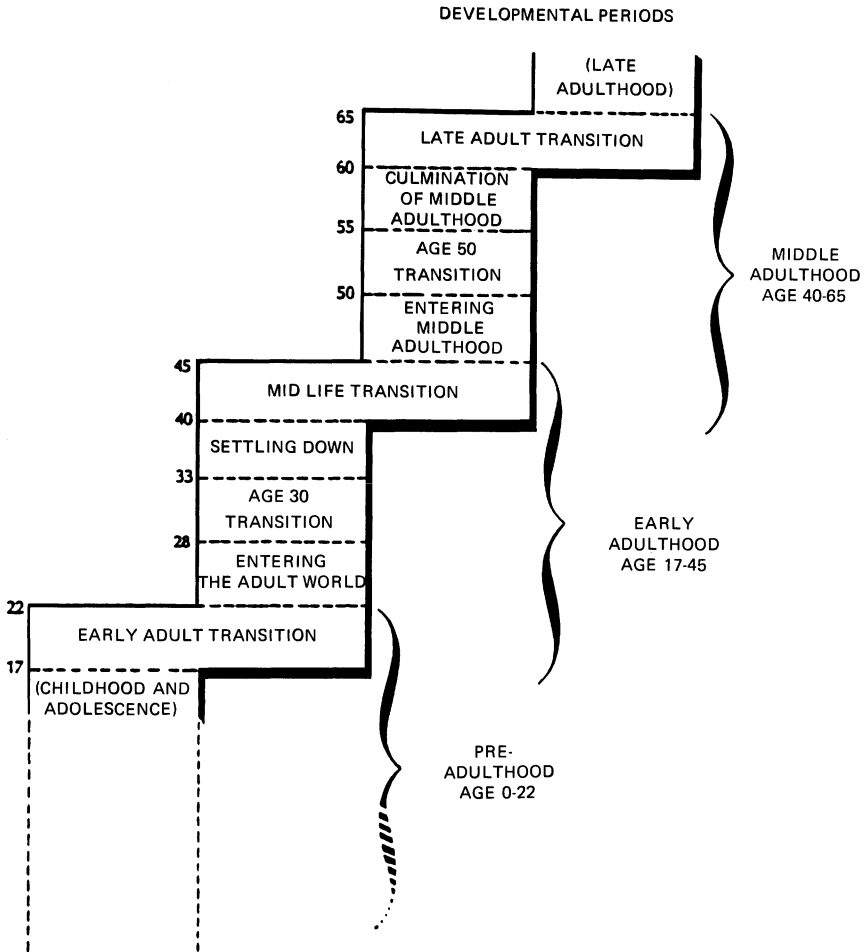 DEVELOPMENTAL PERIODS
(LATE
ADULTHOOD)
65
LATE ADULT TRANSITION
60
CULMINATION
OF MIDDLE
ADULTHOOD
55
AGE 50
TRANSITION
50
ENTERING
MIDDLE
ADULTHOOD
MIDDLE
ADULTHOOD
AGE 40-65
45
MID LIFE TRANSITION
40
SETTLING DOWN
33
AGE 30
TRANSITION
28
ENTERING
THE ADULT WORLD
EARLY
ADULTHOOD
AGE 17-45
22
EARLY ADULT TRANSITION
17
(CHILDHOOD AND
ADOLESCENCE)
PRE-
ADULTHOOD
AGE 0-22